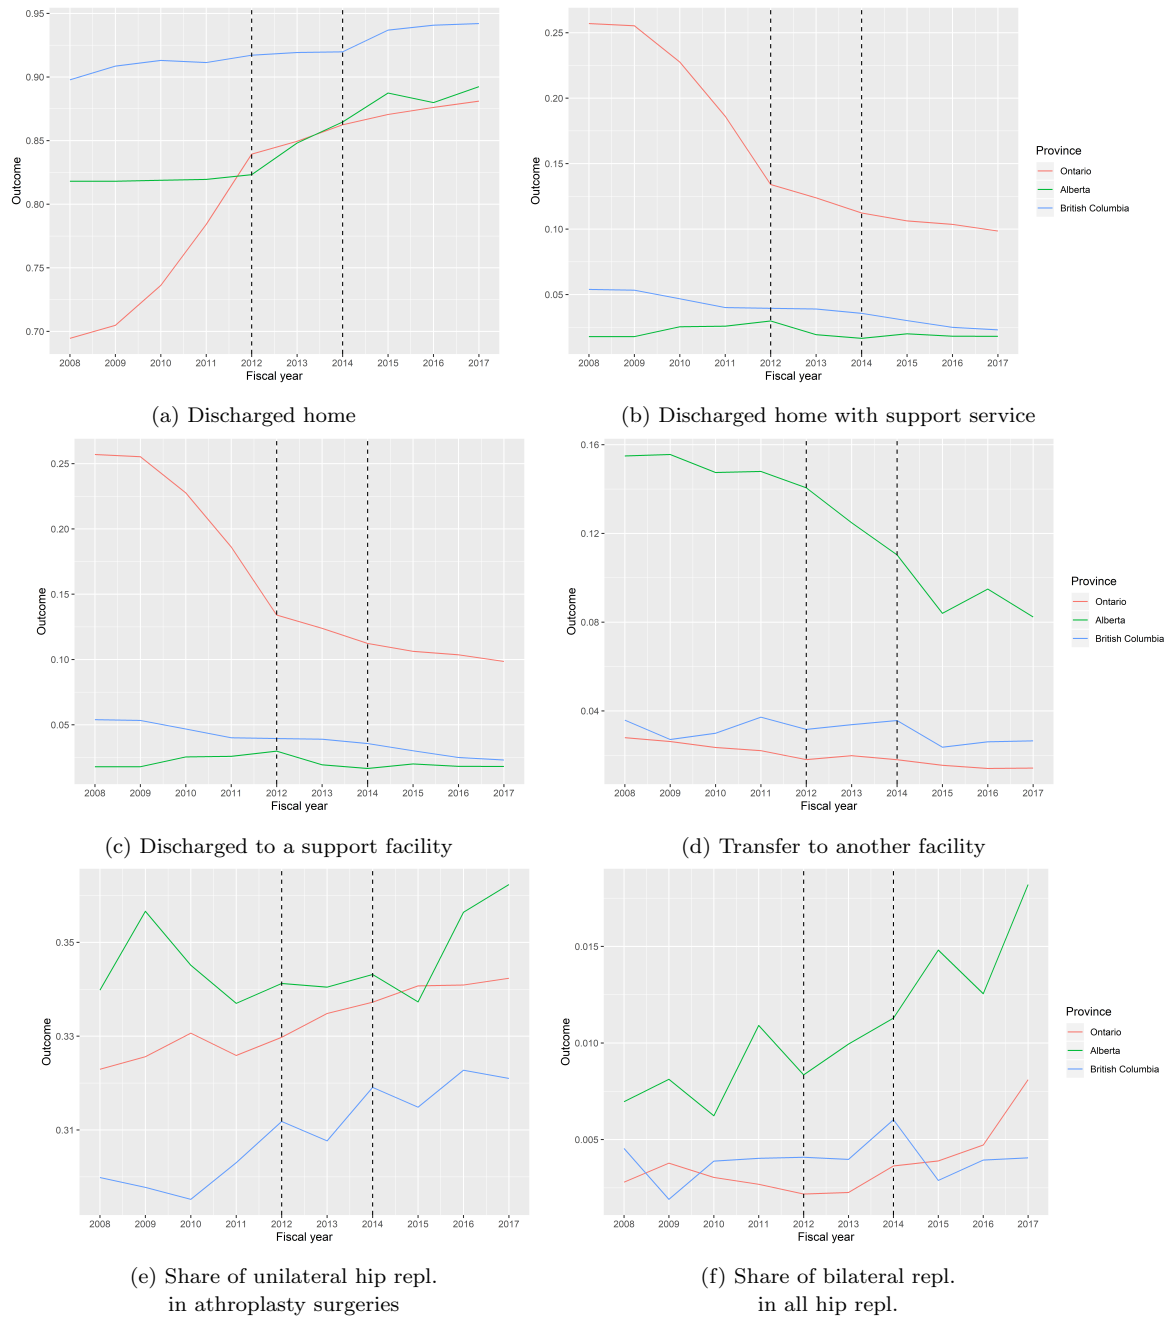 0.95
0.90
0.85
0.80
0.75
0.70
Outcome
2008 2009 2010 2011 2012 2013 2014 2015 2016 2017
Fiscal year
(a) Discharged home
0.25
0.20
0.15
0.10
0.05
Outcome
2008 2009 2010 2011 2012 2013 2014 2015 2016 2017
Fiscal year
Province
Ontario
Alberta
British Columbia
(b) Discharged home with support service
0.25
0.20
0.15
0.10
0.05
Outcome
2008 2009 2010 2011 2012 2013 2014 2015 2016 2017
Fiscal year
(c) Discharged to a support facility
0.16
0.12
0.08
0.04
Outcome
2008 2009 2010 2011 2012 2013 2014 2015 2016 2017
Fiscal year
Province
Ontario
Alberta
British Columbia
(d) Transfer to another facility
0.35
0.33
0.31
Outcome
2008 2009 2010 2011 2012 2013 2014 2015 2016 2017
Fiscal year
(e) Share of unilateral hip repl.
in athroplasty surgeries
0.015
0.010
0.005
Outcome
2008 2009 2010 2011 2012 2013 2014 2015 2016 2017
Fiscal year
Province
Ontario
Alberta
British Columbia
(f) Share of bilateral repl.
in all hip repl.